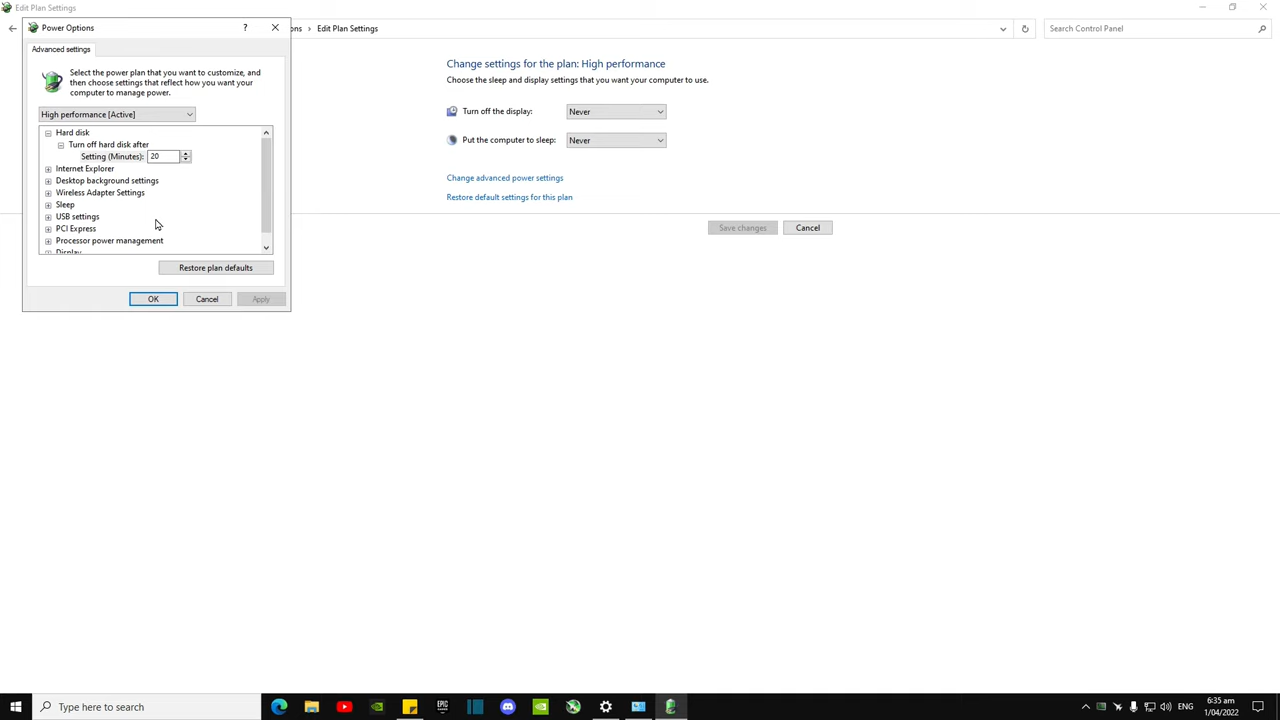 Edit Plan Settings
Power Options
ons > Edit Plan Settings
Search Control Panel
Advanced settings
Select the power plan that you want to customize, and
then choose settings that reflect how you want your
computer to manage power.
High performance [Active]
Hard disk
Turn off hard disk after
Setting (Minutes): 20
Internet Explorer
Desktop background settings
Wireless Adapter Settings
Sleep
USB settings
PCI Express
Processor power management
Display
Restore plan defaults
OK Cancel Apply
Change settings for the plan: High performance
Choose the sleep and display settings that you want your computer to use.
Turn off the display: Never
Put the computer to sleep: Never
Change advanced power settings
Restore default settings for this plan
Save changes Cancel
Type here to search
EPIC
ENG
6:35 am
1/04/2022